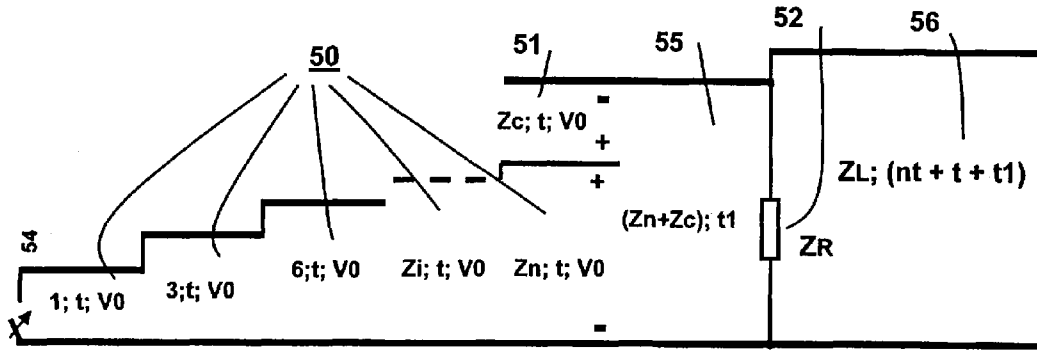 52
56
51
55
50
-
Zc; t; V0
+
+
ZL; (nt + t + t1)
(Zn+Zc); t1
ZR
54
6;t; V0
Zi; t; V0
Zn; t; V0
3;t; V0
1; t; V0
-